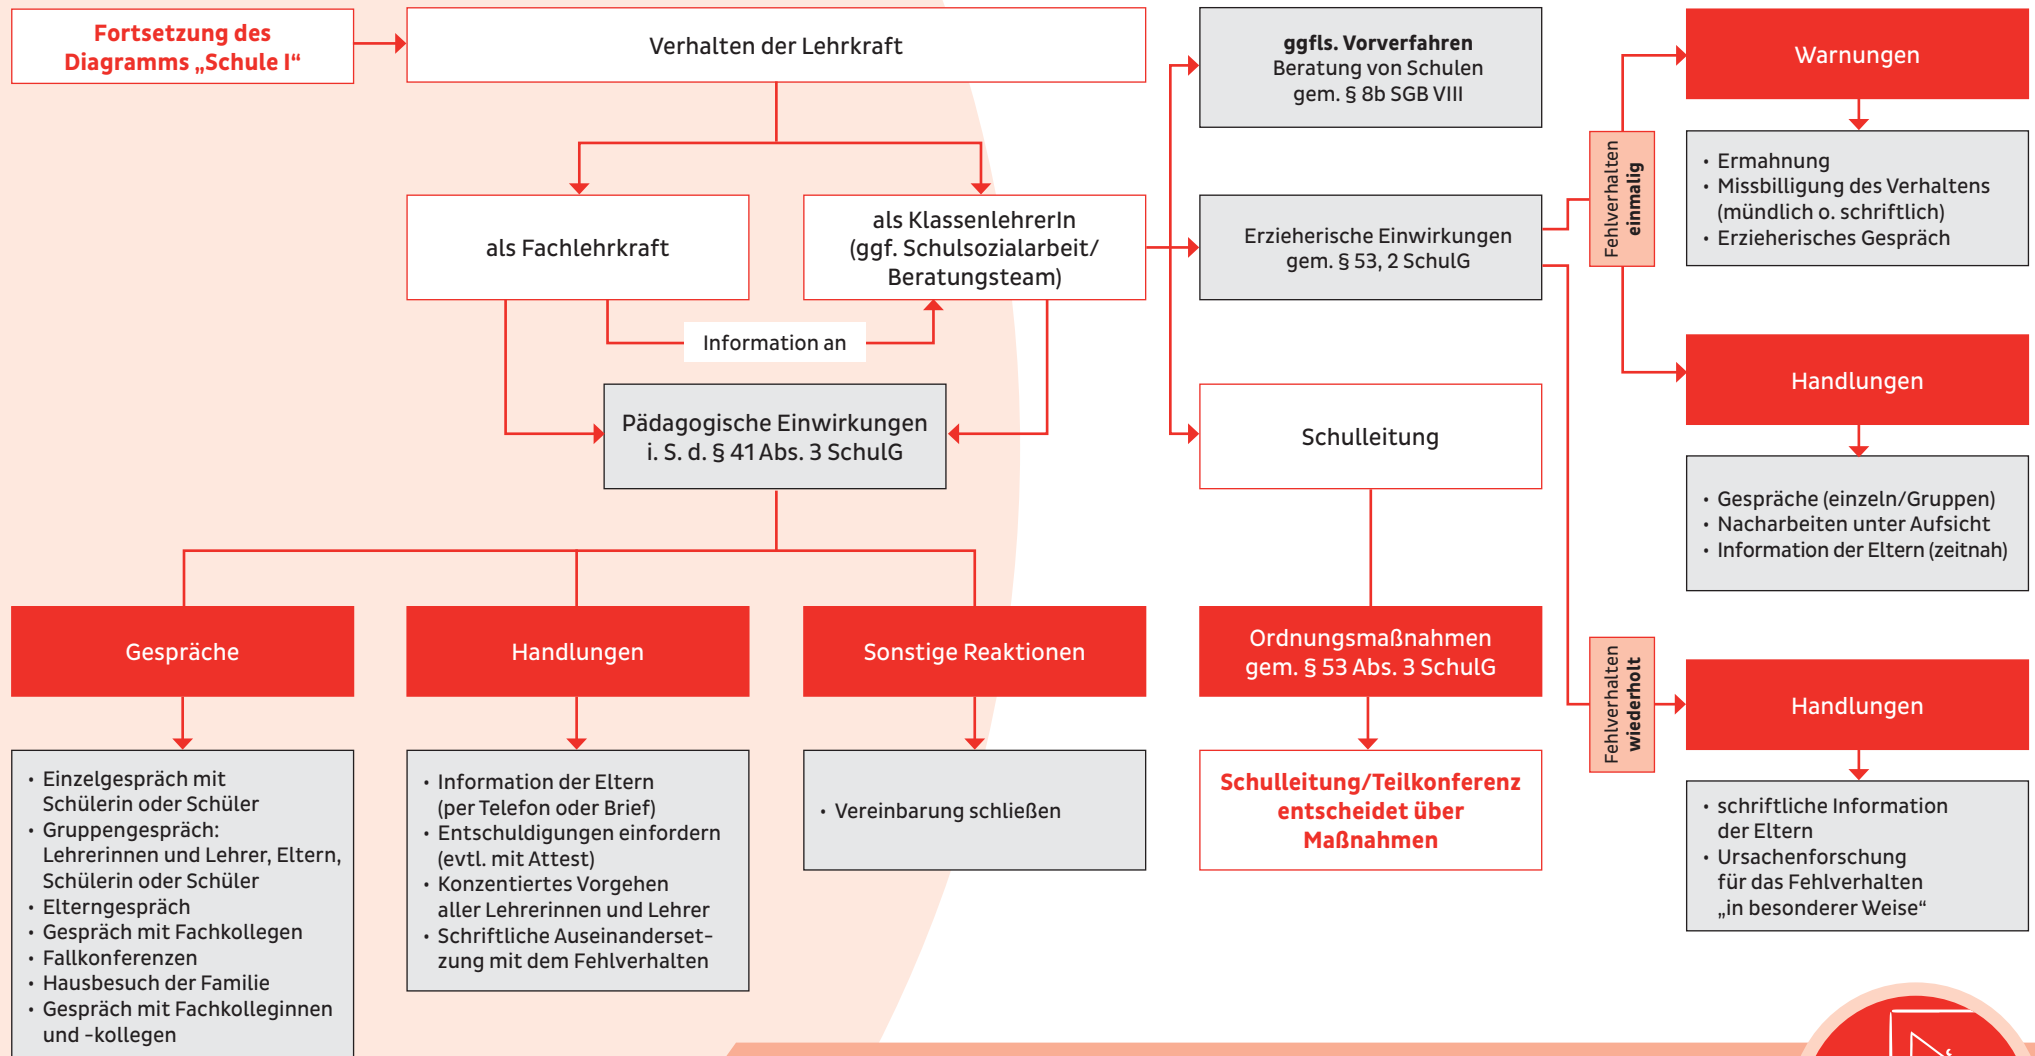 Fortsetzung des
Diagramms „Schule I“
Verhalten der Lehrkraft
ggfls. Vorverfahren
Beratung von Schulen
gem. § 8b SGB VIII
Warnungen
Fehlverhalten
einmalig
· Ermahnung
· Missbilligung des Verhaltens
(mündlich o. schriftlich)
· Erzieherisches Gespräch
als Fachlehrkraft
als KlassenlehrerIn
(ggf. Schulsozialarbeit/
Beratungsteam)
Erzieherische Einwirkungen
gem. § 53, 2 SchulG
Information an
Handlungen
Pädagogische Einwirkungen
i. S. d. § 41 Abs. 3 SchulG
Schulleitung
· Gespräche (einzeln/Gruppen)
· Nacharbeiten unter Aufsicht
· Information der Eltern (zeitnah)
Gespräche
Handlungen
Sonstige Reaktionen
Ordnungsmaßnahmen
gem. § 53 Abs. 3 SchulG
Fehlverhalten
wiederholt
Handlungen
· Einzelgespräch mit
Schülerin oder Schüler
· Gruppengespräch:
Lehrerinnen und Lehrer, Eltern,
Schülerin oder Schüler
· Elterngespräch
· Gespräch mit Fachkollegen
· Fallkonferenzen
· Hausbesuch der Familie
· Gespräch mit Fachkolleginnen
und -kollegen
· Information der Eltern
(per Telefon oder Brief)
· Entschuldigungen einfordern
(evtl. mit Attest)
· Konzentiertes Vorgehen
aller Lehrerinnen und Lehrer
· Schriftliche Auseinanderset-
zung mit dem Fehlverhalten
· Vereinbarung schließen
Schulleitung/Teilkonferenz
entscheidet über
Maßnahmen
· schriftliche Information
der Eltern
· Ursachenforschung
für das Fehlverhalten
„in besonderer Weise“